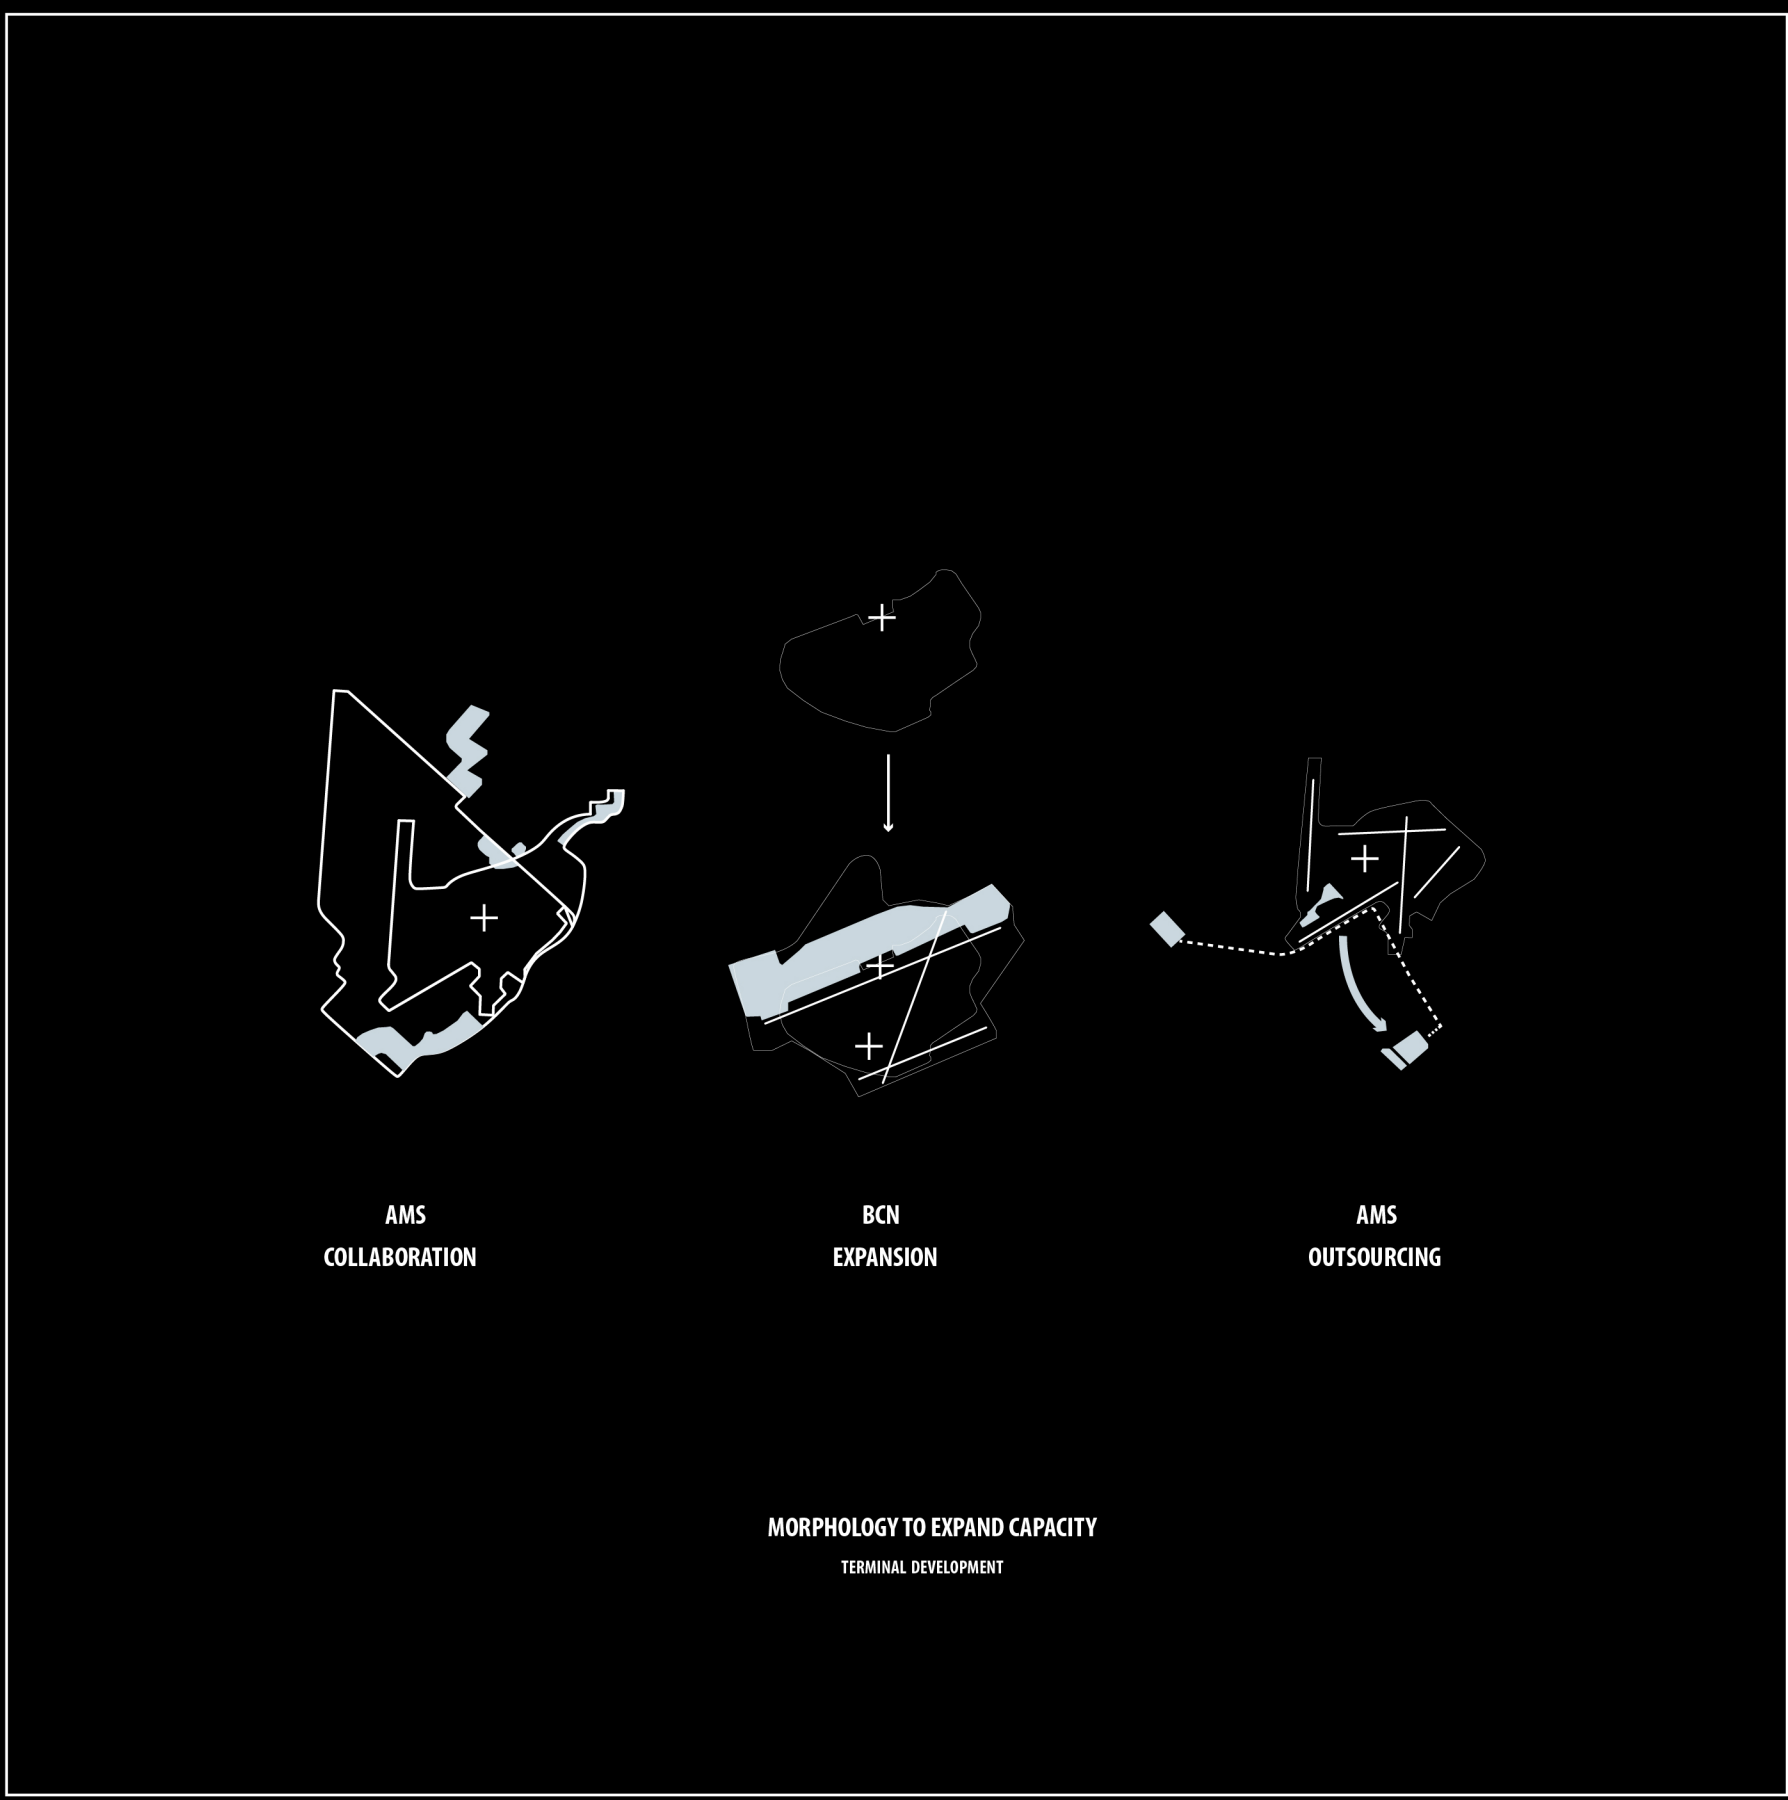 AMS
COLLABORATION
BCN
EXPANSION
AMS
OUTSOURCING
MORPHOLOGY TO EXPAND CAPACITY
TERMINAL DEVELOPMENT